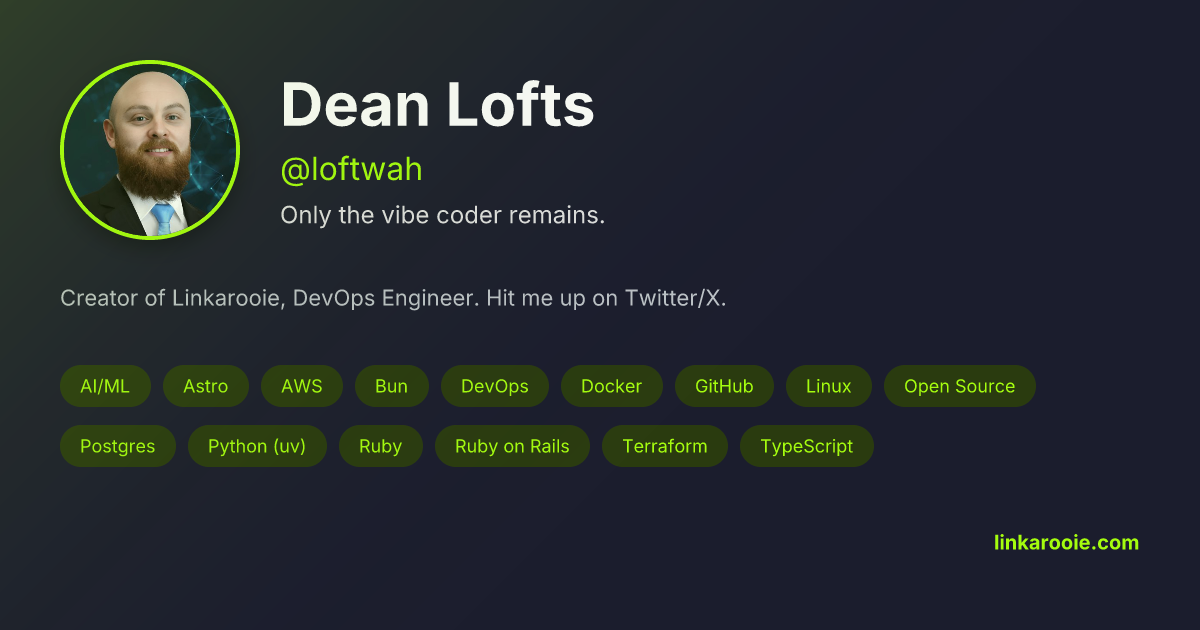 Dean Lofts
@loftwah
Only the vibe coder remains.
Creator of Linkarooie, DevOps Engineer. Hit me up on Twitter/X.
AI/ML Astro AWS Bun DevOps Docker GitHub Linux Open Source
Postgres Python (uv) Ruby Ruby on Rails Terraform TypeScript
linkarooie.com